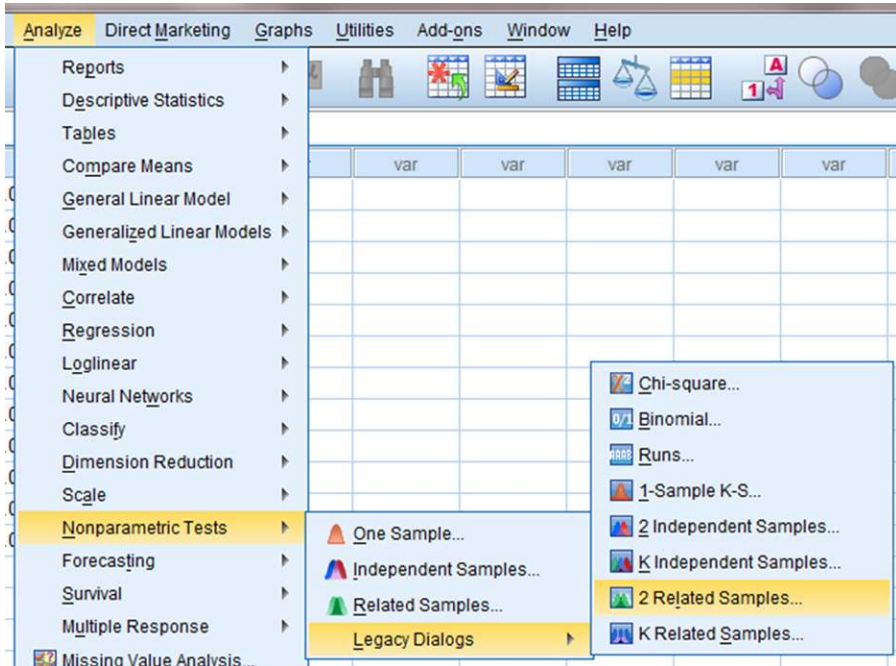 Analyze Direct Marketing Graphs Utilities Add-ons Window Help
A
1
var var var var var
Reports
Descriptive Statistics
Tables
Compare Means
General Linear Model
Generalized Linear Models
Mixed Models
Correlate
Regression
Loglinear
Neural Networks
Classify
Dimension Reduction
Scale
Nonparametric Tests
Forecasting
Survival
Multiple Response
Missing Value Analysis...
One Sample...
Independent Samples...
Related Samples...
Legacy Dialogs
Chi-square...
0/1 Binomial...
Runs...
1-Sample K-S...
2 Independent Samples...
K Independent Samples...
2 Related Samples...
K Related Samples...